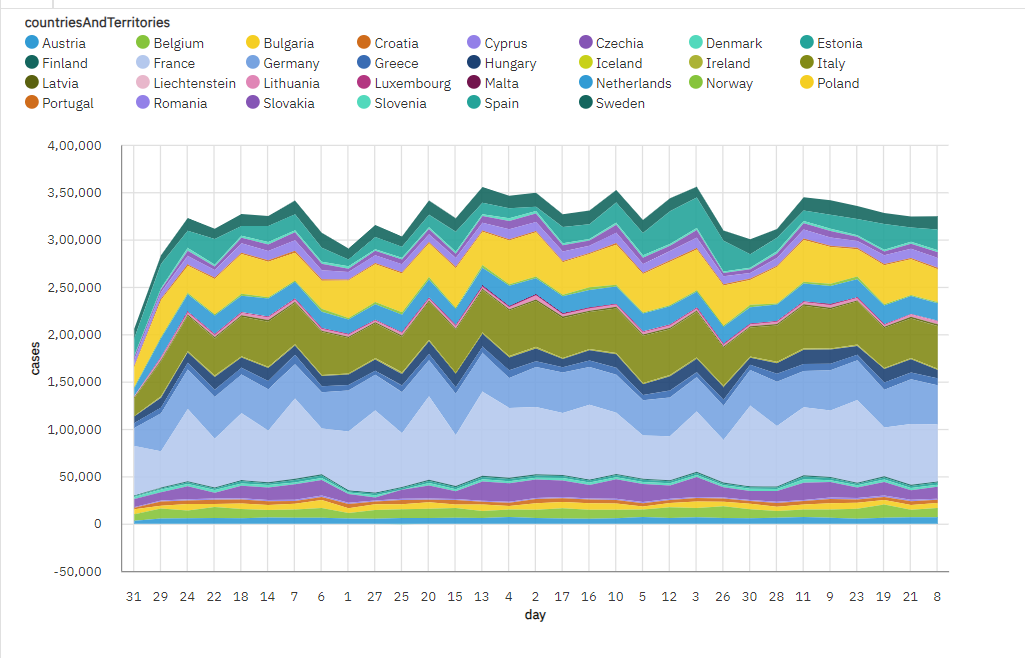 countriesAndTerritories
Austria Belgium Bulgaria Croatia Cyprus Czechia Denmark Estonia
Finland France Germany Greece Hungary Iceland Ireland Italy
Latvia Liechtenstein Lithuania Luxembourg Malta Netherlands Norway Poland
Portugal Romania Slovakia Slovenia Spain Sweden
4,00,000
3,50,000
3,00,000
2,50,000
2,00,000
1,50,000
1,00,000
50,000
0
-50,000
cases
31 29 24 22 18 14 7 6 1 27 25 20 15 13 4 2 17 16 10 5 12 3 26 30 28 11 9 23 19 21 8
day